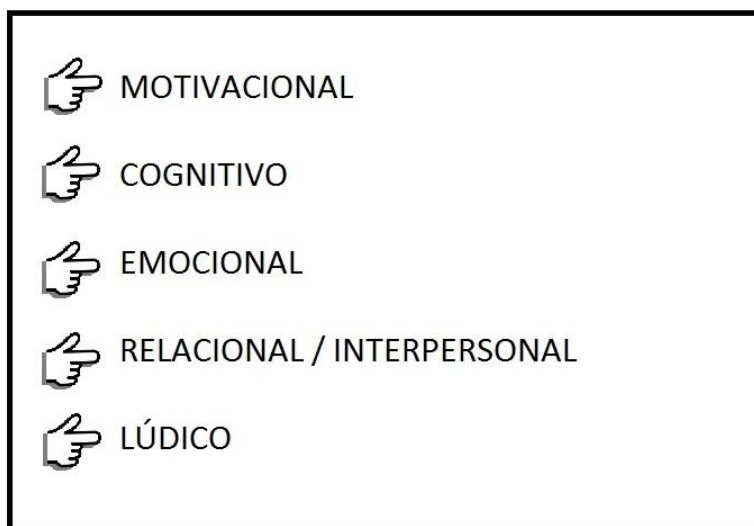 MOTIVACIONAL
COGNITIVO
EMOCIONAL
RELACIONAL / INTERPERSONAL
LÚDICO